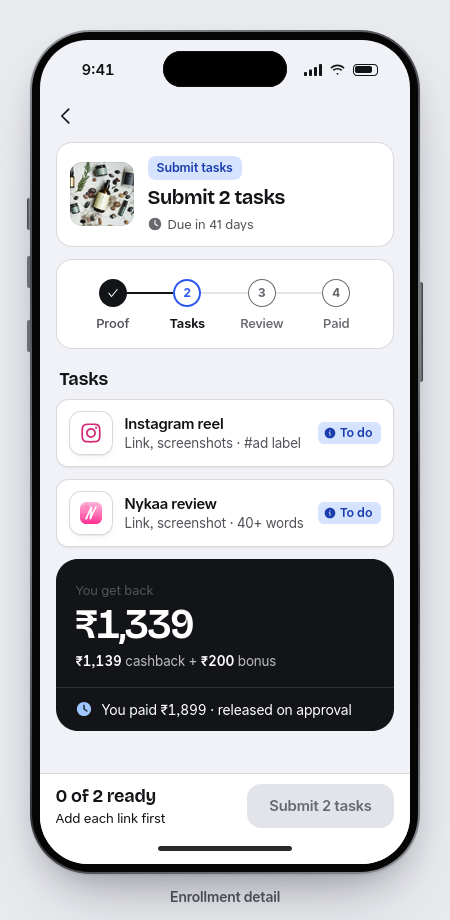 9:41
Submit tasks
Submit 2 tasks
Due in 41 days
2
3
4
Proof
Tasks
Review
Paid
Tasks
Instagram reel
Link, screenshots · #ad label
To do
Nykaa review
Link, screenshot · 40+ words
To do
You get back
₹1,339
₹1,139 cashback + ₹200 bonus
You paid ₹1,899 · released on approval
0 of 2 ready
Add each link first
Submit 2 tasks
Enrollment detail